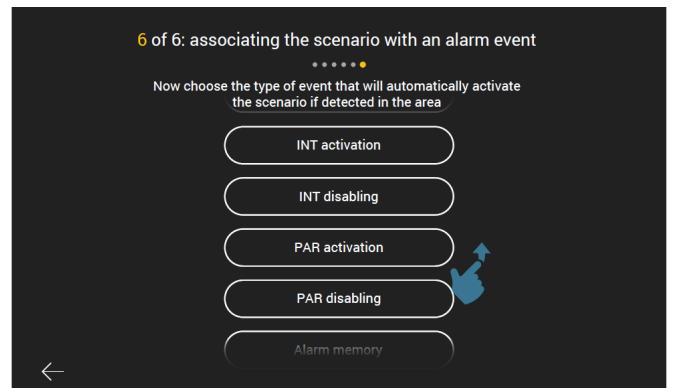 6 of 6: associating the scenario with an alarm event
Now choose the type of event that will automatically activate
the scenario if detected in the area
INT activation
INT disabling
PAR activation
PAR disabling
Alarm memory